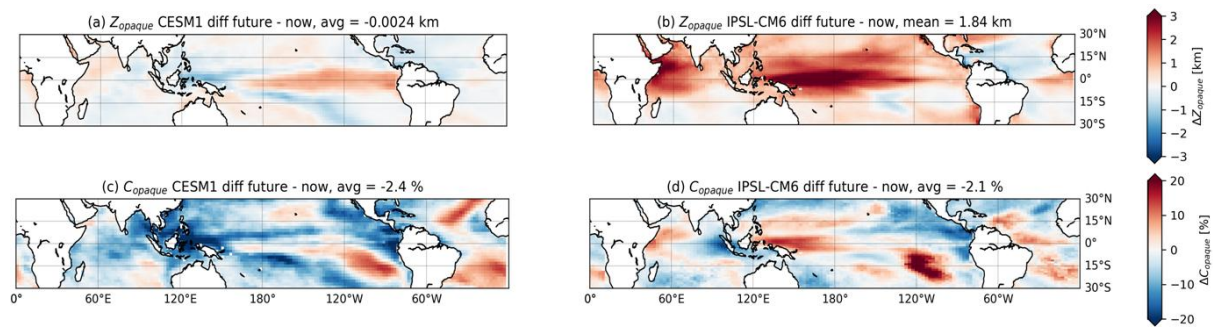 (a) Z_opaque CESM1 diff future - now, avg = -0.0024 km
(b) Z_opaque IPSL-CM6 diff future - now, mean = 1.84 km
30°N
15°N
0°
15°S
30°S
3
2
1
0
-1
-2
-3
ΔZ_opaque [km]
(c) C_opaque CESM1 diff future - now, avg = -2.4 %
(d) C_opaque IPSL-CM6 diff future - now, avg = -2.1 %
30°N
15°N
0°
15°S
30°S
0° 60°E 120°E 180° 120°W 60°W
0° 60°E 120°E 180° 120°W 60°W
20
10
0
-10
-20
ΔC_opaque [%]